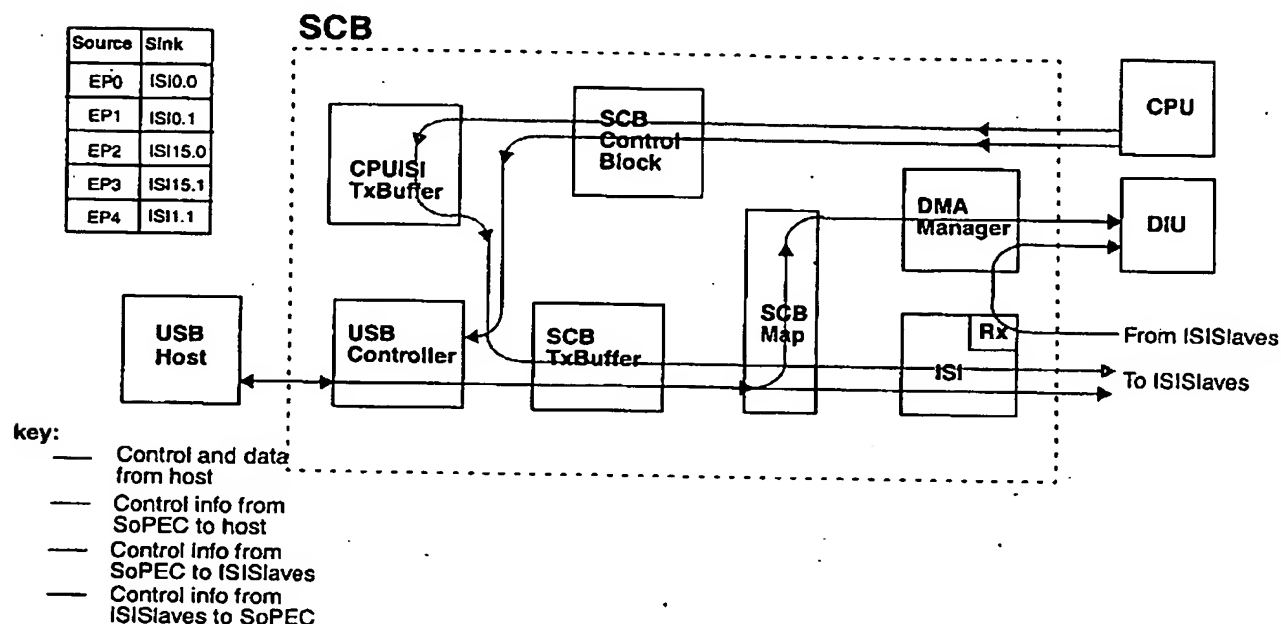 SCB
Source Sink
EP0 ISI0.0
EP1 ISI0.1
EP2 ISI15.0
EP3 ISI15.1
EP4 ISI1.1
CPUISI
TxBuffer
SCB
Control
Block
CPU
DMA
Manager
DIU
USB
Host
USB
Controller
SCB
TxBuffer
SCB
Map
Rx
ISI
From ISISlaves
To ISISlaves
key:
Control and data
from host
Control info from
SoPEC to host
Control info from
SoPEC to ISISlaves
Control info from
ISISlaves to SoPEC